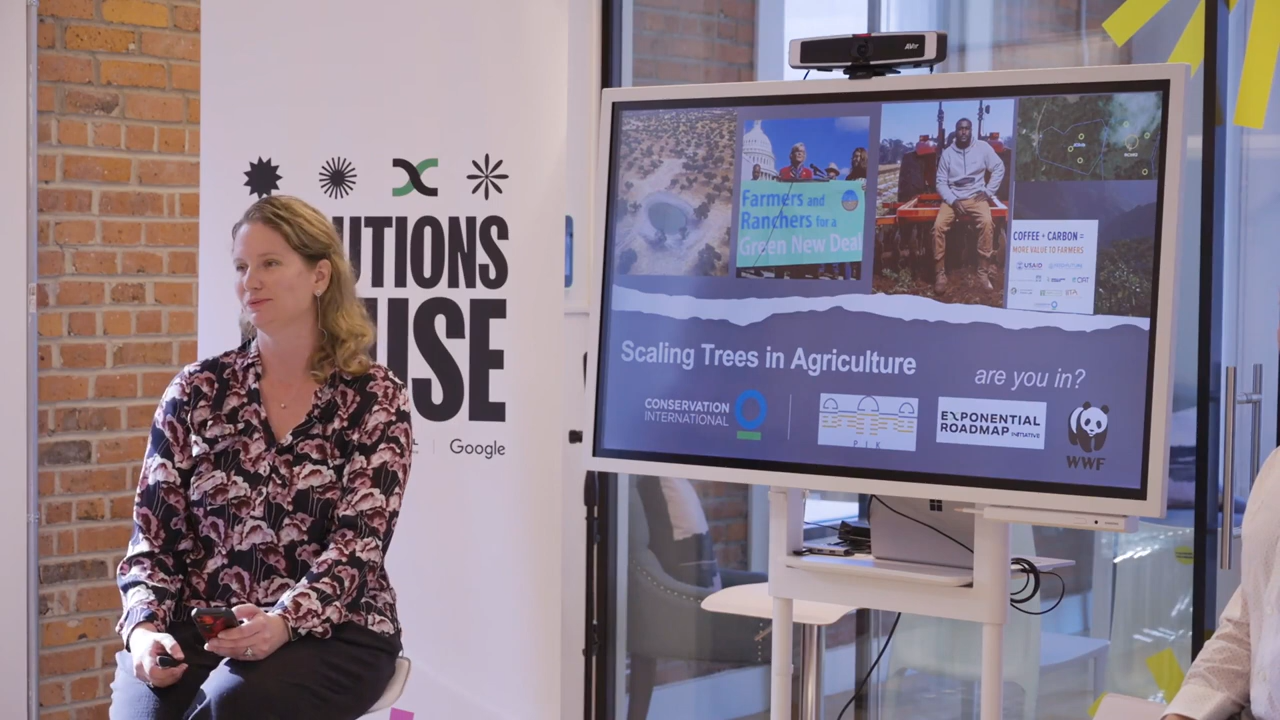 UTIONS
USE
Google
AVer
Farmers and
Ranchers for a
Green New Deal
COFFEE + CARBON =
MORE VALUE TO FARMERS
USAID
Scaling Trees in Agriculture
are you in?
CONSERVATION
INTERNATIONAL
P I K
EXPONENTIAL
ROADMAP INITIATIVE
WWF